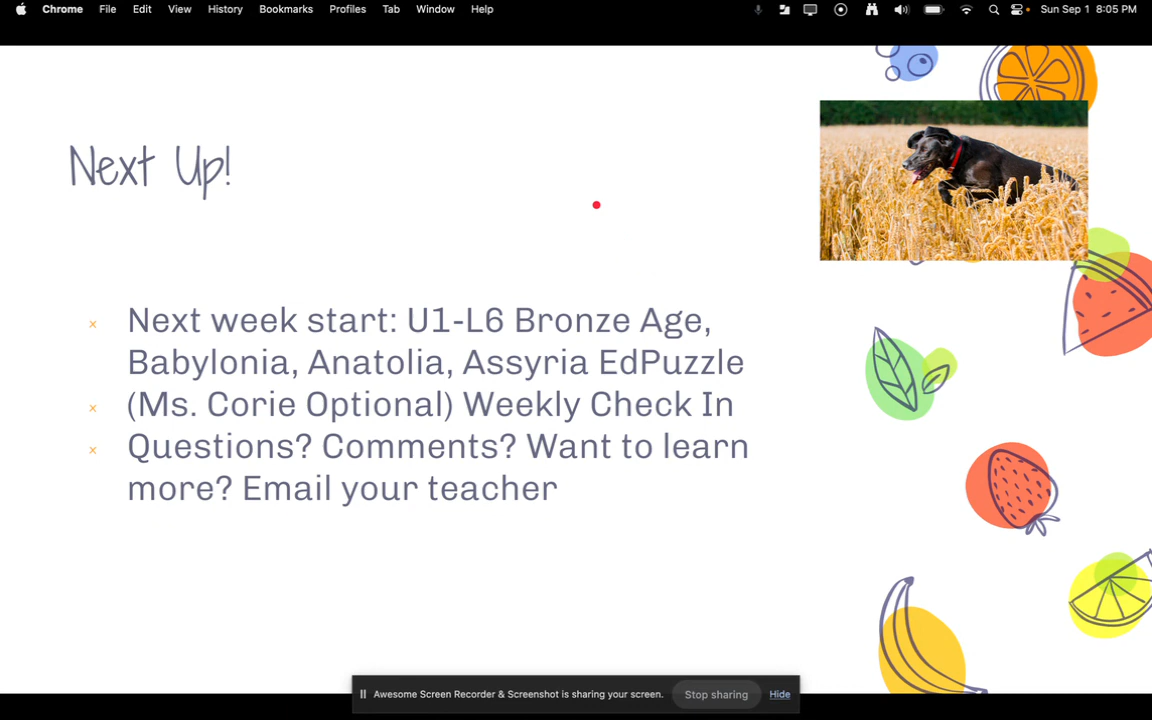 Chrome File Edit View History Bookmarks Profiles Tab Window Help Sun Sep 1 8:05 PM
Next Up!
Next week start: U1-L6 Bronze Age,
Babylonia, Anatolia, Assyria EdPuzzle
(Ms. Corie Optional) Weekly Check In
Questions? Comments? Want to learn
more? Email your teacher
Awesome Screen Recorder & Screenshot is sharing your screen. Stop sharing Hide